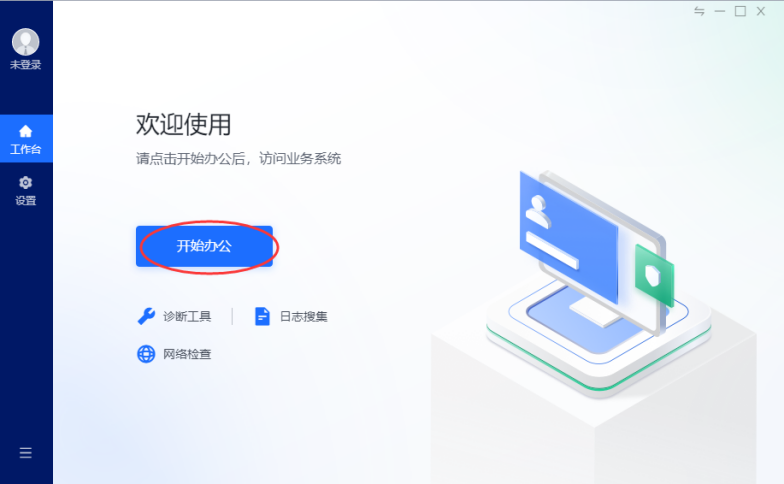 未登录
工作台
设置
欢迎使用
请点击开始办公后，访问业务系统
开始办公
诊断工具
日志搜集
网络检查